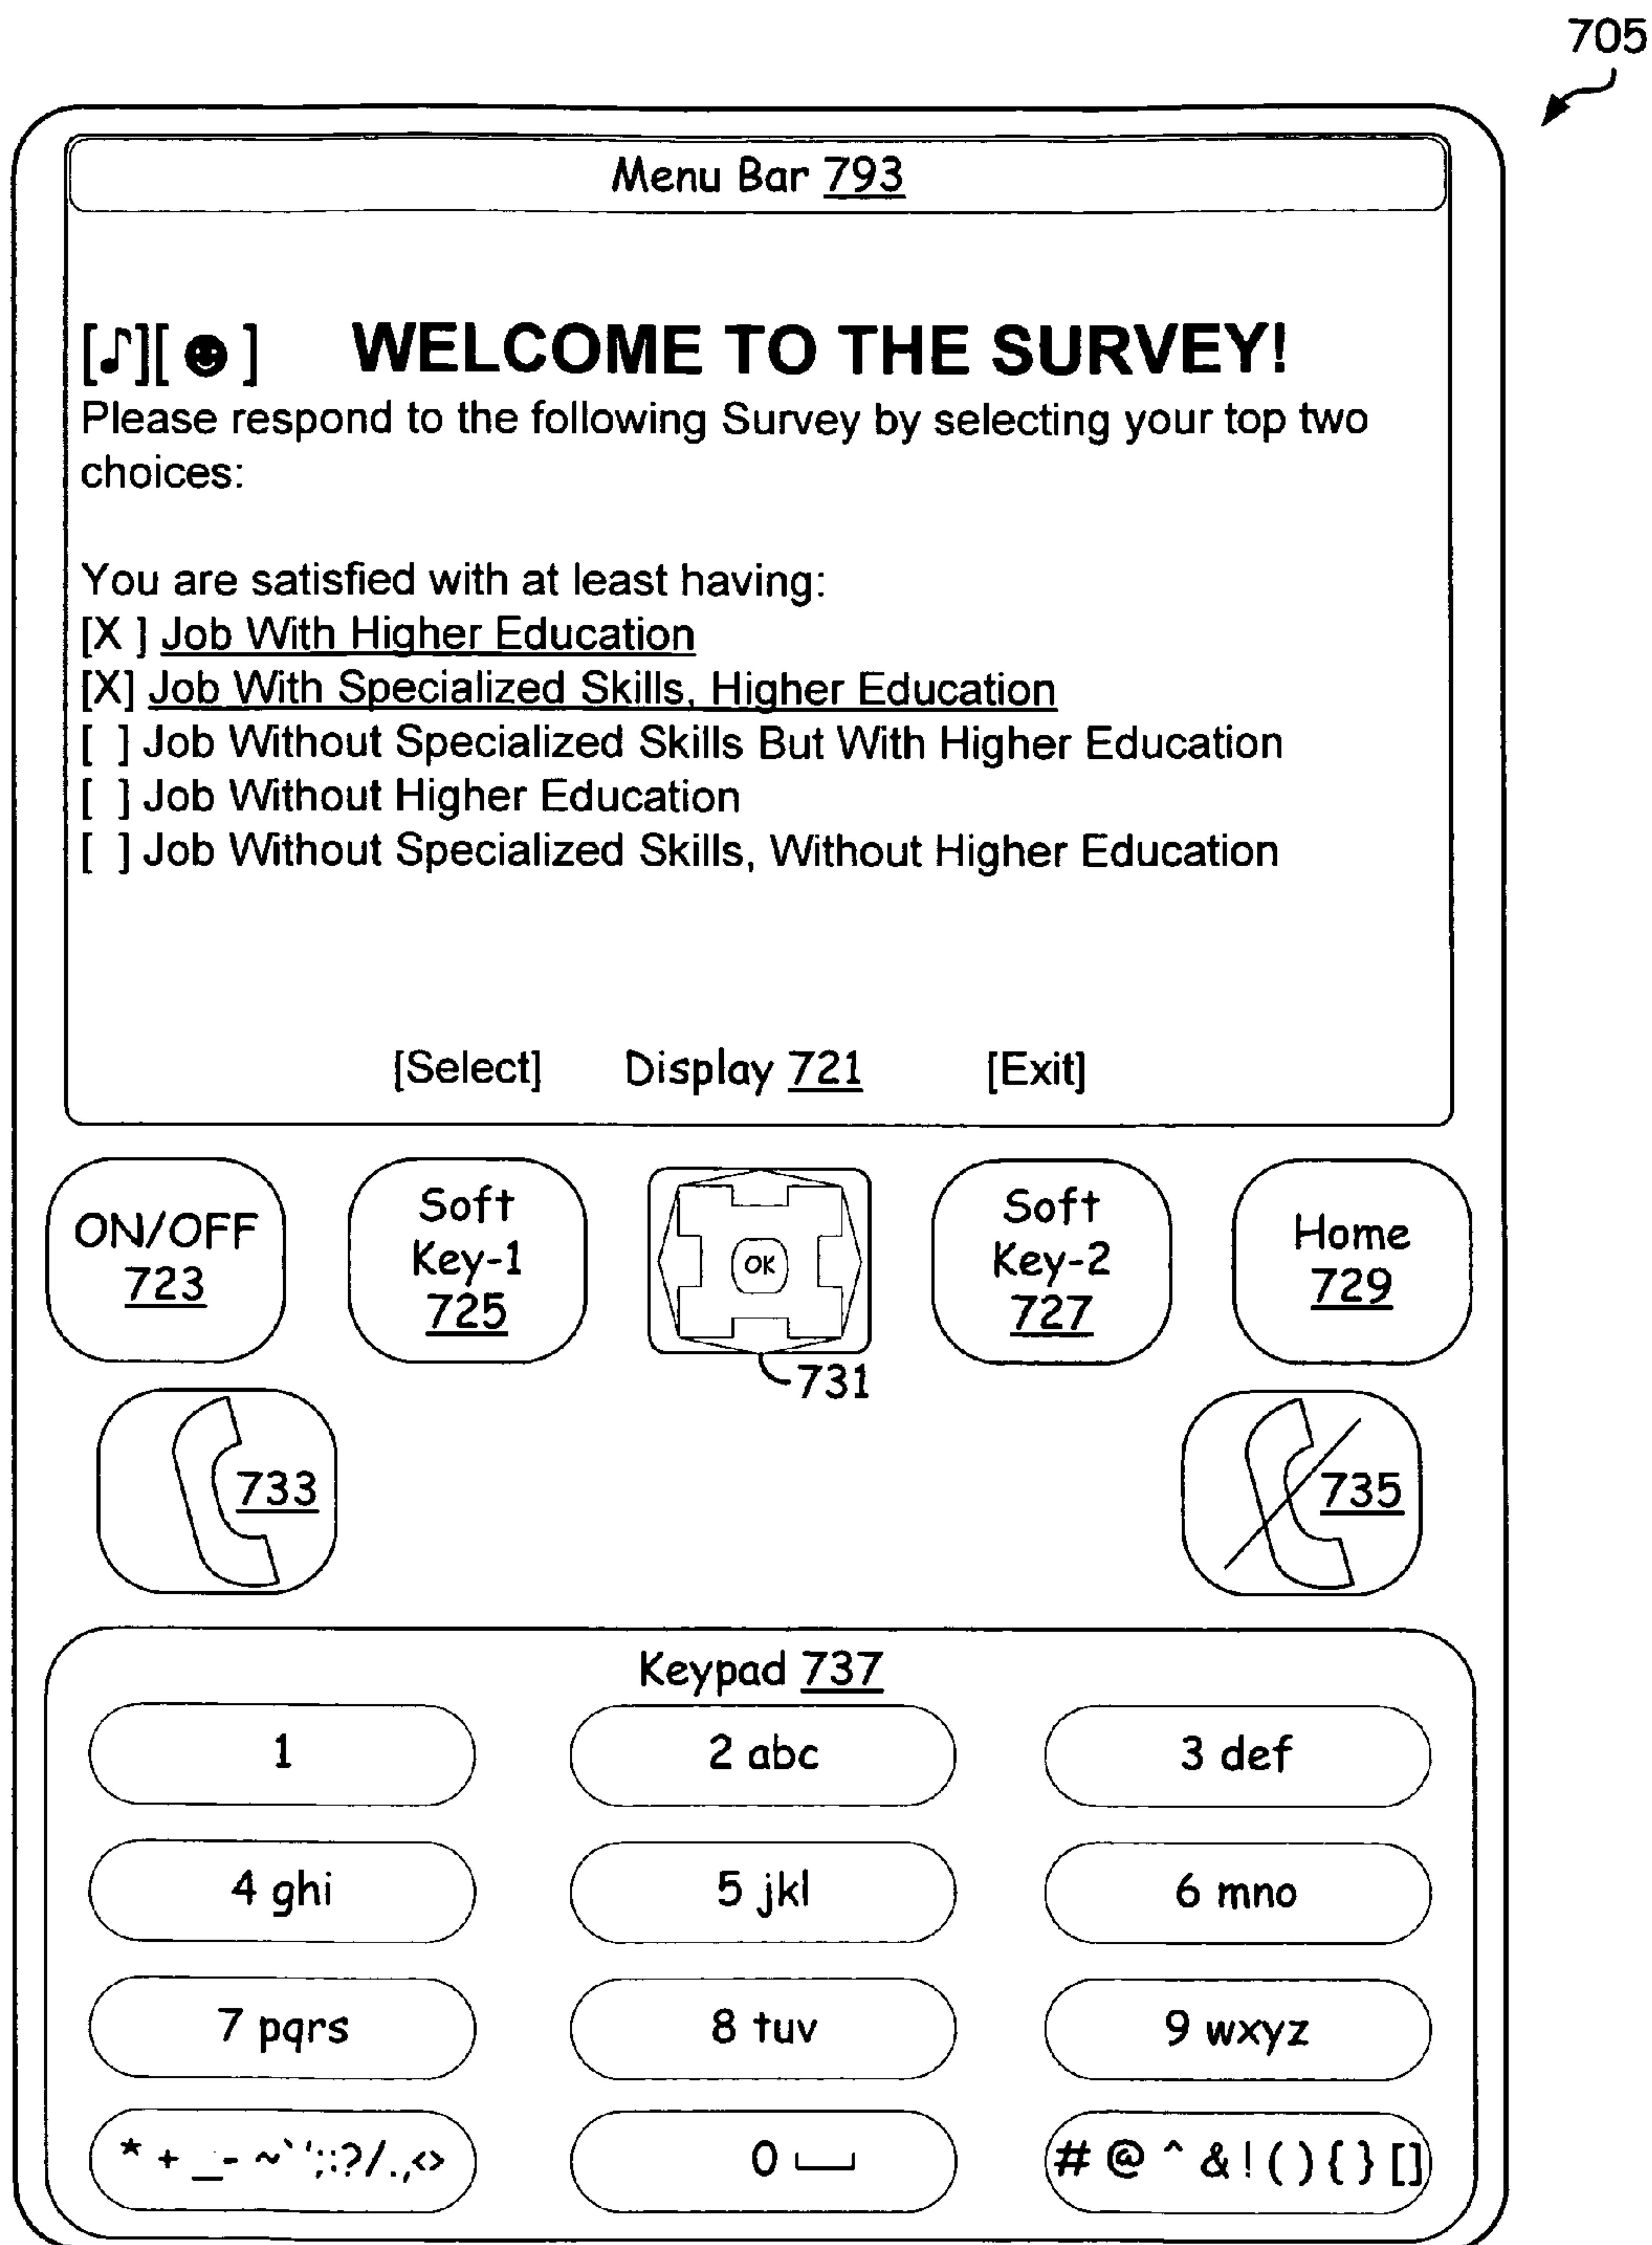 705
Menu Bar 793
[♪][☻] WELCOME TO THE SURVEY!
Please respond to the following Survey by selecting your top two
choices:
You are satisfied with at least having:
[X ] Job With Higher Education
[X] Job With Specialized Skills, Higher Education
[ ] Job Without Specialized Skills But With Higher Education
[ ] Job Without Higher Education
[ ] Job Without Specialized Skills, Without Higher Education
[Select] Display 721 [Exit]
ON/OFF
723
Soft
Key-1
725
OK
731
Soft
Key-2
727
Home
729
733
735
Keypad 737
1
2 abc
3 def
4 ghi
5 jkl
6 mno
7 pqrs
8 tuv
9 wxyz
* + _- ~`';:?/.,<>
0 ⎵
# @ ^ & ! ( ) { } []